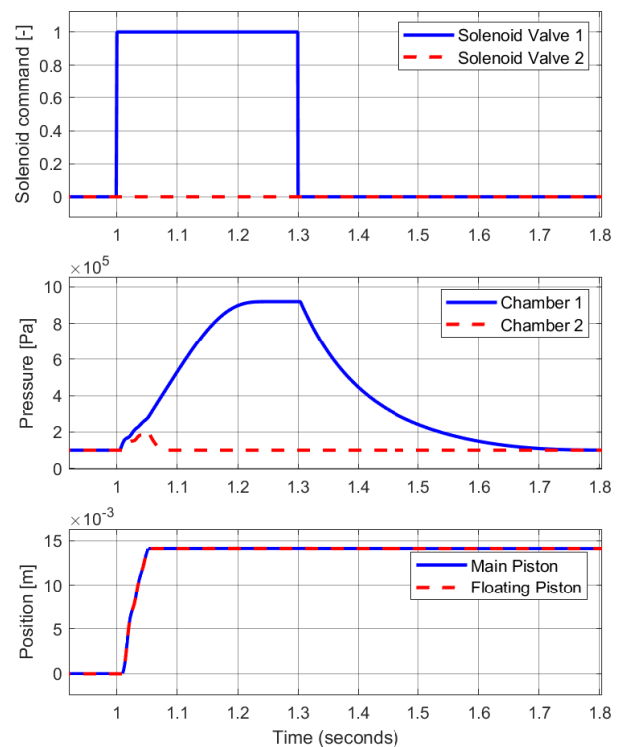 Solenoid command [-]
1
0.8
0.6
0.4
0.2
0
Solenoid Valve 1
Solenoid Valve 2
1 1.1 1.2 1.3 1.4 1.5 1.6 1.7 1.8
×10^5
Pressure [Pa]
10
8
6
4
2
0
Chamber 1
Chamber 2
1 1.1 1.2 1.3 1.4 1.5 1.6 1.7 1.8
×10^-3
Position [m]
15
10
5
0
Main Piston
Floating Piston
1 1.1 1.2 1.3 1.4 1.5 1.6 1.7 1.8
Time (seconds)